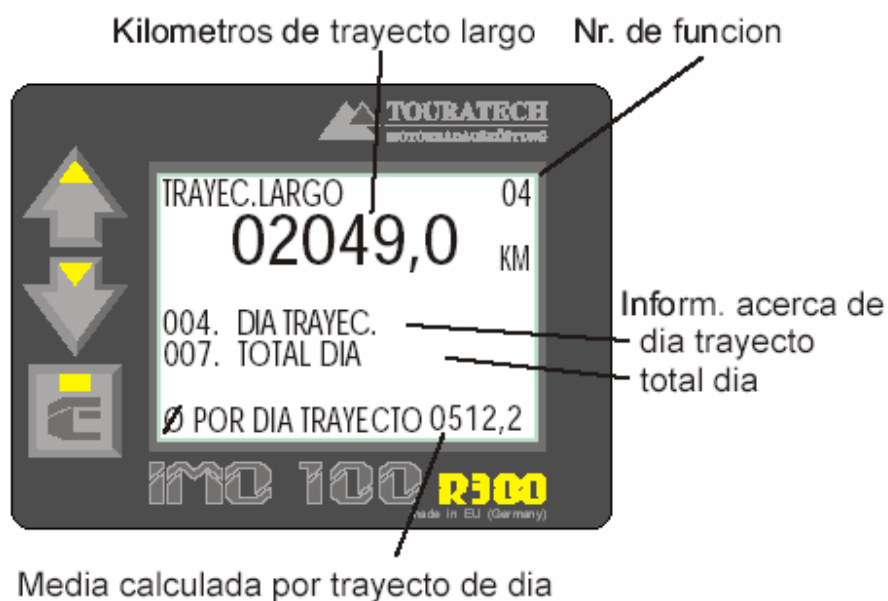 Kilometros de trayecto largo Nr. de funcion
TOURATECH
MOTORRADAUSRÜSTUNG
TRAYEC.LARGO 04
02049,0 KM
Inform. acerca de
004. DIA TRAYEC.
dia trayecto
007. TOTAL DIA
total dia
Ø POR DIA TRAYECTO 0512,2
IMO 100 R300
made in EU (Germany)
Media calculada por trayecto de dia